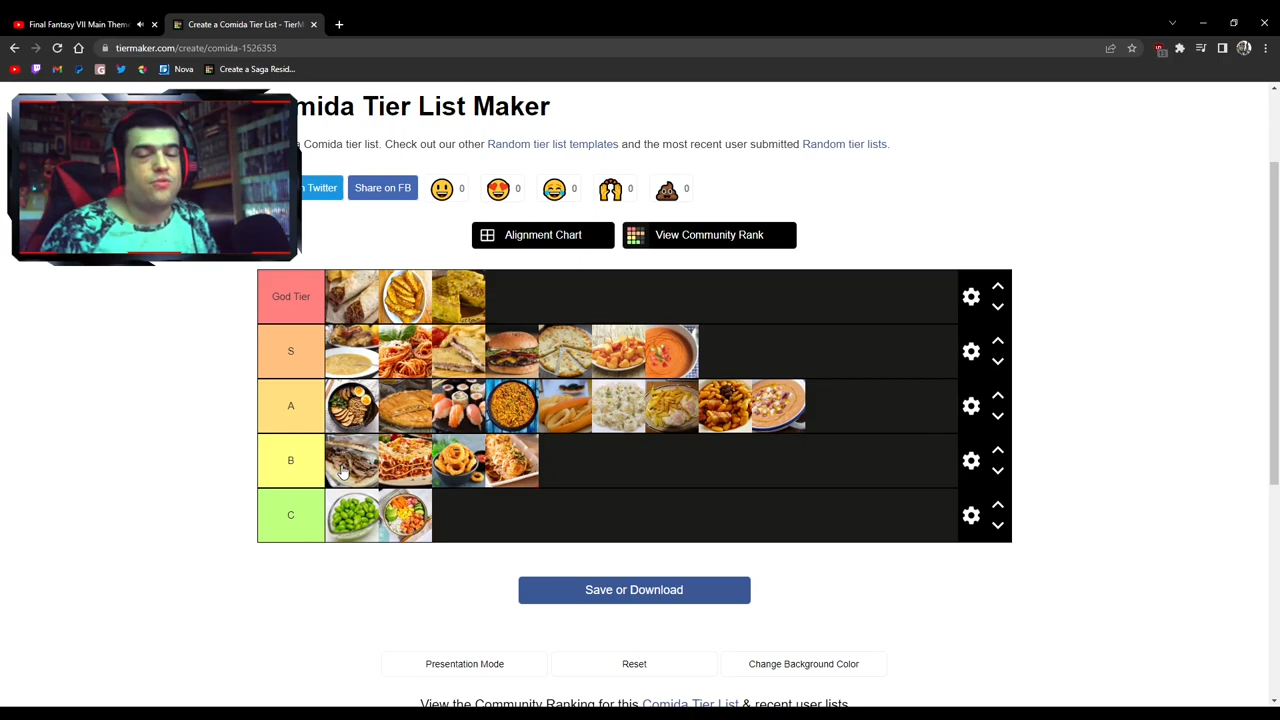 Final Fantasy VII Main Them
Create a Comida Tier List - TierM
tiermaker.com/create/comida-1526353
Nova
Create a Saga Resid...
mida Tier List Maker
a Comida tier list. Check out our other Random tier list templates and the most recent user submitted Random tier lists.
Twitter
Share on FB
0
0
0
0
0
Alignment Chart
View Community Rank
God Tier
S
A
B
C
Save or Download
Presentation Mode
Reset
Change Background Color
View the Community Ranking for this Comida Tier List & recent user lists